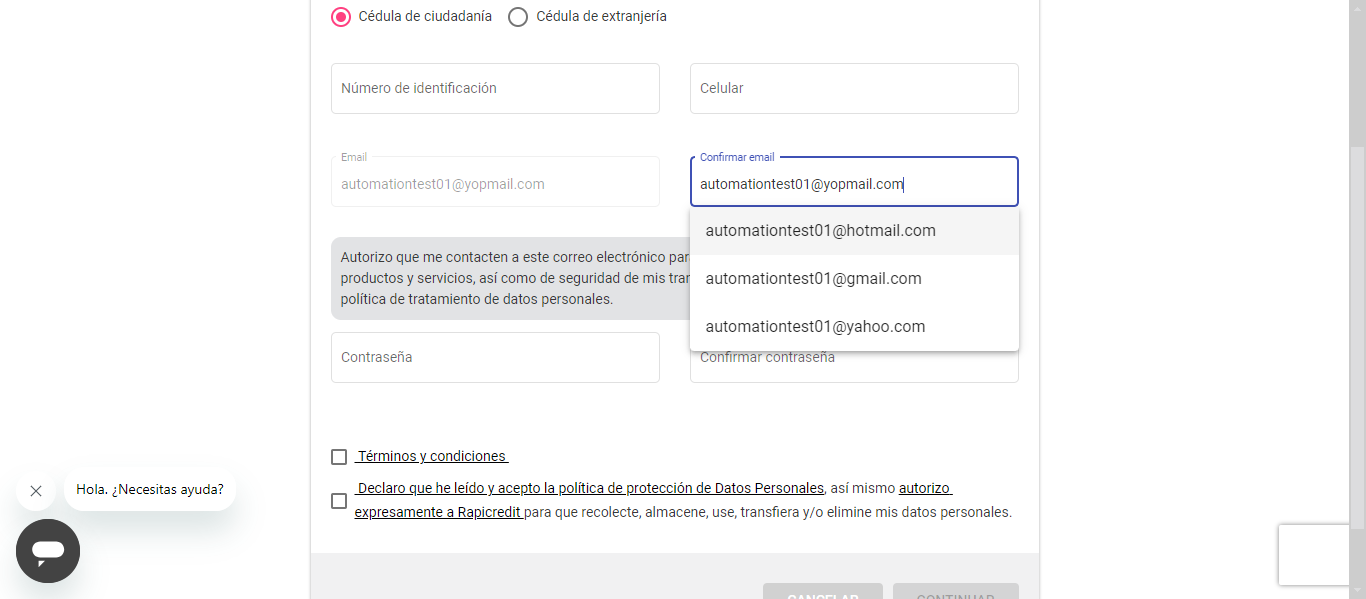 Cédula de ciudadanía Cédula de extranjería
Número de identificación
Celular
Email
automationtest01@yopmail.com
Confirmar email
automationtest01@yopmail.com
automationtest01@hotmail.com
automationtest01@gmail.com
automationtest01@yahoo.com
Autorizo que me contacten a este correo electrónico par
productos y servicios, así como de seguridad de mis tran
política de tratamiento de datos personales.
Contraseña
Confirmar contraseña
Términos y condiciones
Declaro que he leído y acepto la política de protección de Datos Personales, así mismo autorizo
expresamente a Rapicredit para que recolecte, almacene, use, transfiera y/o elimine mis datos personales.
Hola. ¿Necesitas ayuda?
CANCELAR
CONTINUAR